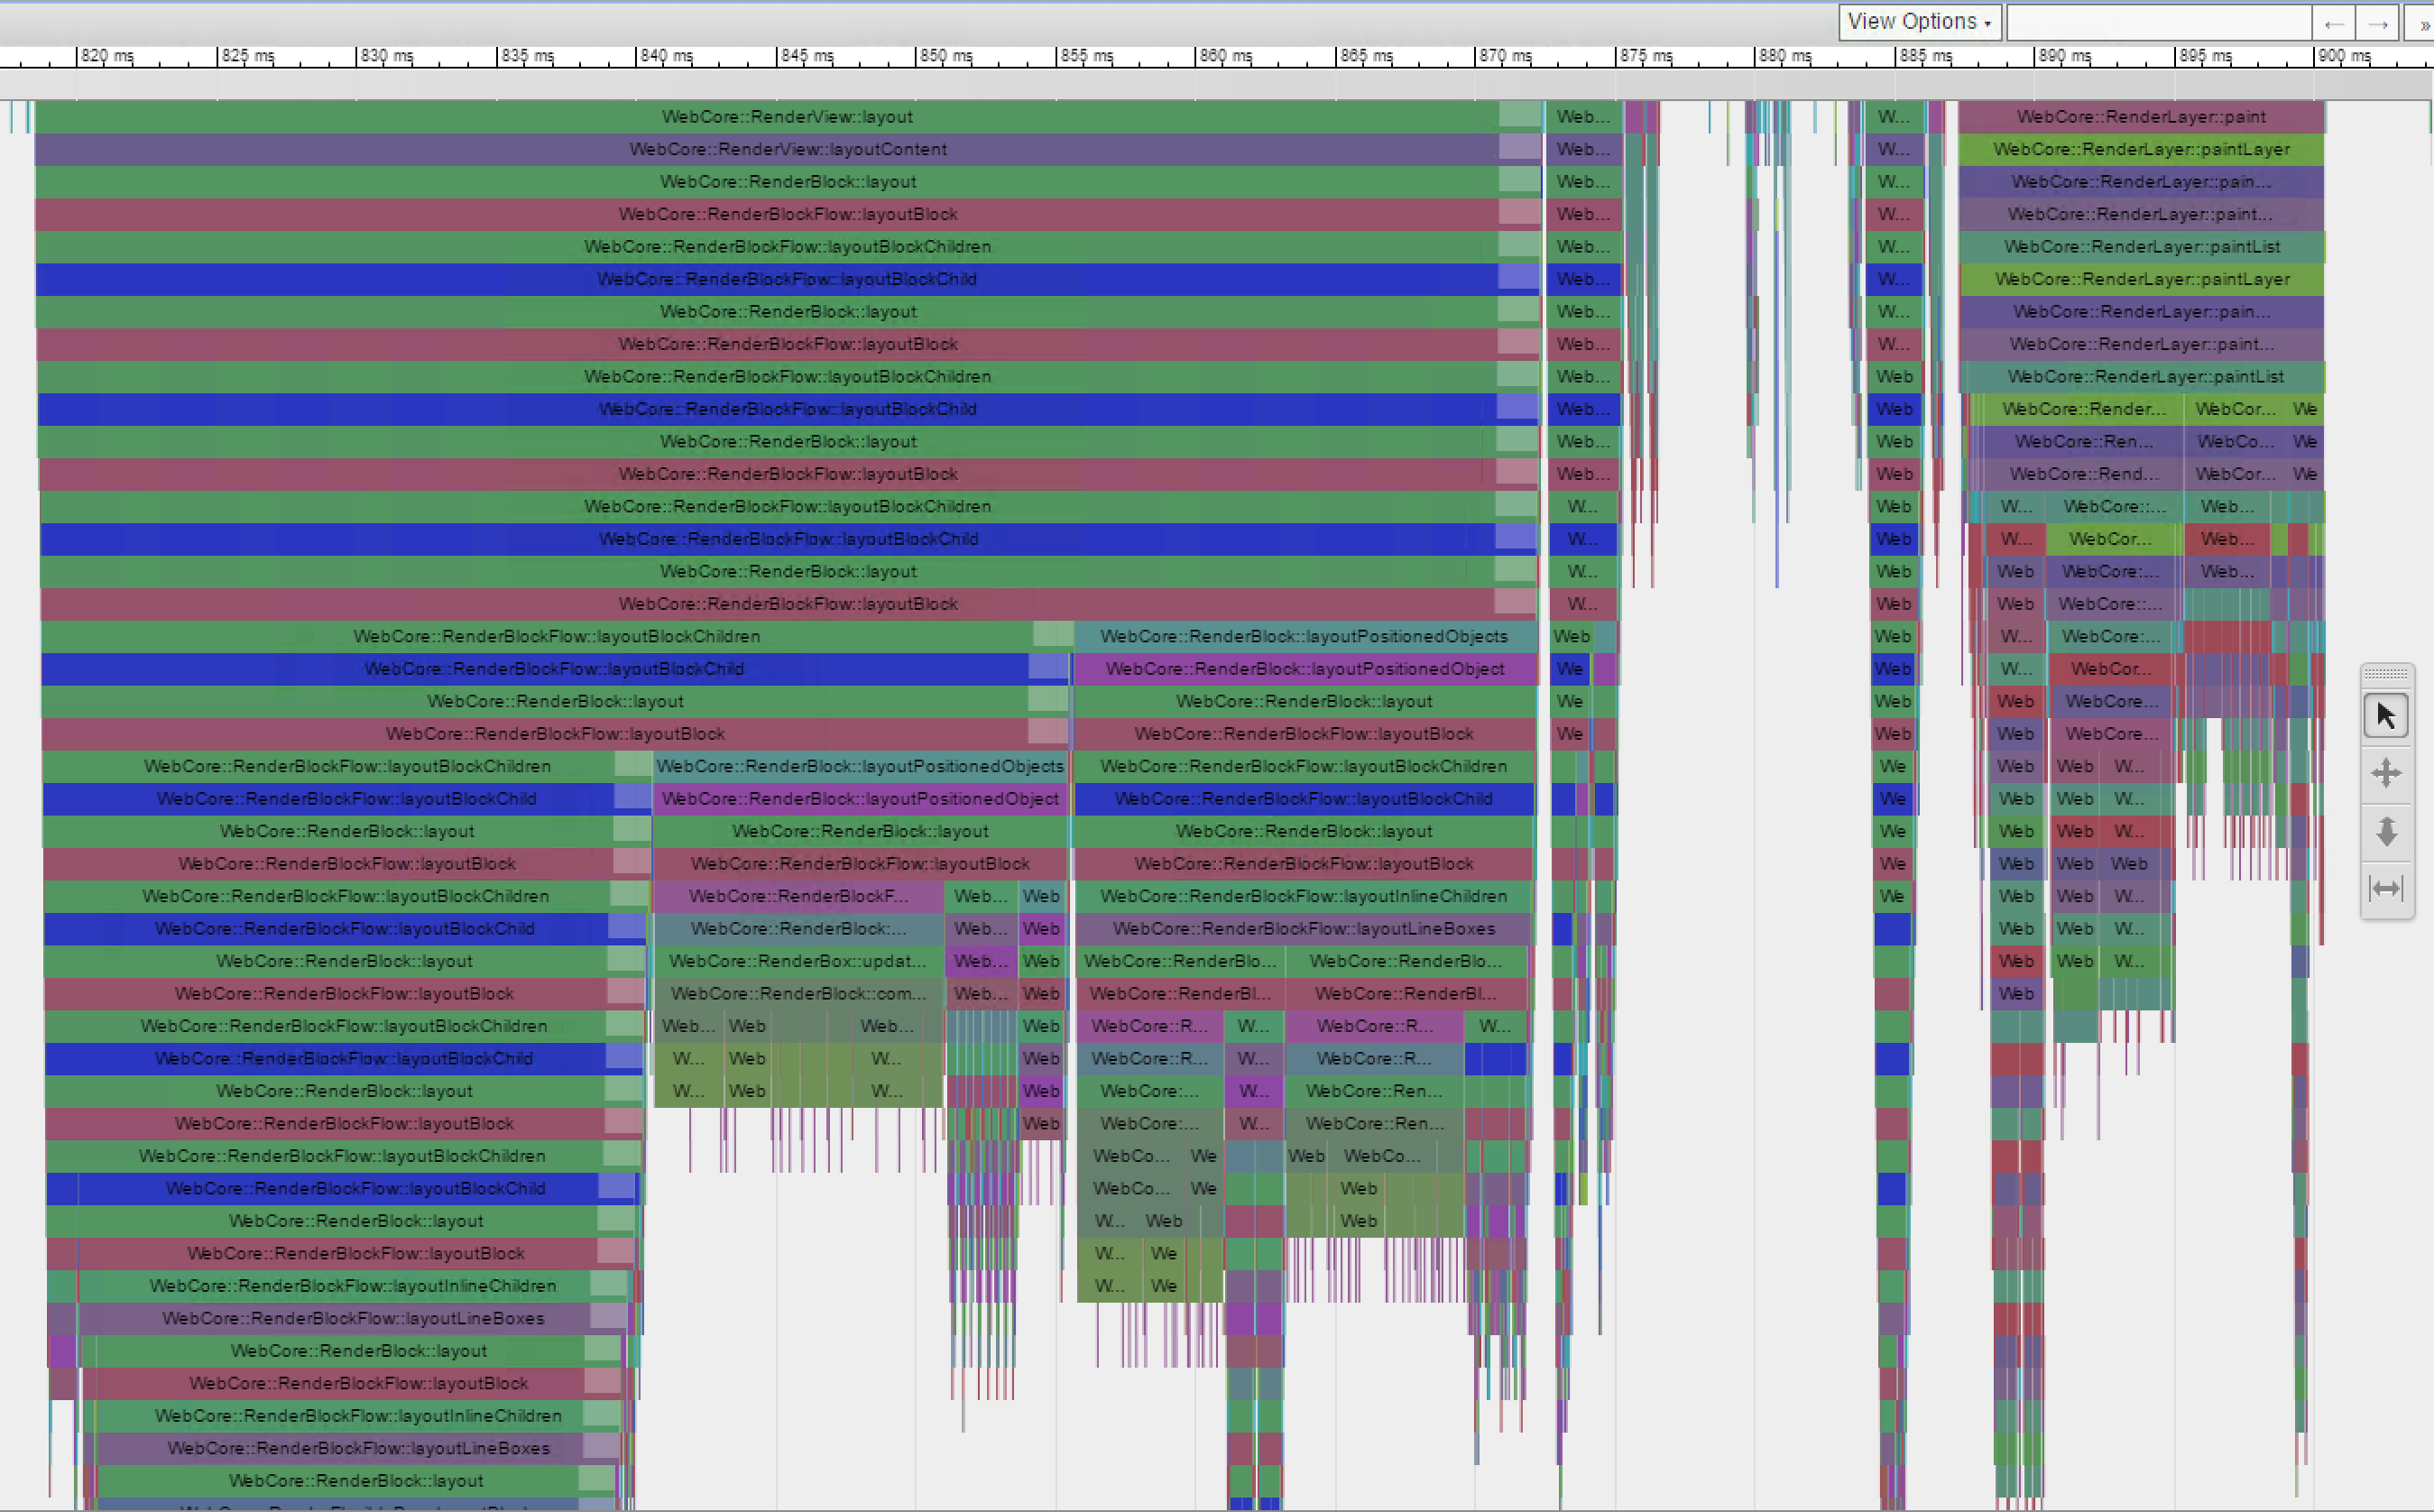 View Options ▾ ← → »
820 ms 825 ms 830 ms 835 ms 840 ms 845 ms 850 ms 855 ms 860 ms 865 ms 870 ms 875 ms 880 ms 885 ms 890 ms 895 ms 900 ms
WebCore::RenderView::layout Web... W... WebCore::RenderLayer::paint
WebCore::RenderView::layoutContent Web... W... WebCore::RenderLayer::paintLayer
WebCore::RenderBlock::layout Web... W... WebCore::RenderLayer::pain...
WebCore::RenderBlockFlow::layoutBlock Web... W... WebCore::RenderLayer::paint...
WebCore::RenderBlockFlow::layoutBlockChildren Web... W... WebCore::RenderLayer::paintList
WebCore::RenderBlockFlow::layoutBlockChild Web... W... WebCore::RenderLayer::paintLayer
WebCore::RenderBlock::layout Web... W... WebCore::RenderLayer::pain...
WebCore::RenderBlockFlow::layoutBlock Web... W... WebCore::RenderLayer::paint...
WebCore::RenderBlockFlow::layoutBlockChildren Web... Web WebCore::RenderLayer::paintList
WebCore::RenderBlockFlow::layoutBlockChild Web... Web WebCore::Render... WebCor... We
WebCore::RenderBlock::layout Web... Web WebCore::Ren... WebCo... We
WebCore::RenderBlockFlow::layoutBlock Web... Web WebCore::Rend... WebCor... We
WebCore::RenderBlockFlow::layoutBlockChildren W... Web W... WebCore::... Web...
WebCore::RenderBlockFlow::layoutBlockChild W... Web W... WebCor... Web...
WebCore::RenderBlock::layout W... Web Web WebCore:... Web...
WebCore::RenderBlockFlow::layoutBlock W... Web Web WebCore::...
WebCore::RenderBlockFlow::layoutBlockChildren WebCore::RenderBlock::layoutPositionedObjects Web Web W... WebCore:...
WebCore::RenderBlockFlow::layoutBlockChild WebCore::RenderBlock::layoutPositionedObject We Web W... WebCor...
WebCore::RenderBlock::layout WebCore::RenderBlock::layout We Web Web WebCore...
WebCore::RenderBlockFlow::layoutBlock WebCore::RenderBlockFlow::layoutBlock We Web Web WebCore...
WebCore::RenderBlockFlow::layoutBlockChildren WebCore::RenderBlock::layoutPositionedObjects WebCore::RenderBlockFlow::layoutBlockChildren We Web Web W...
WebCore::RenderBlockFlow::layoutBlockChild WebCore::RenderBlock::layoutPositionedObject WebCore::RenderBlockFlow::layoutBlockChild We Web Web W...
WebCore::RenderBlock::layout WebCore::RenderBlock::layout WebCore::RenderBlock::layout We Web Web W...
WebCore::RenderBlockFlow::layoutBlock WebCore::RenderBlockFlow::layoutBlock WebCore::RenderBlockFlow::layoutBlock We Web Web Web
WebCore::RenderBlockFlow::layoutBlockChildren WebCore::RenderBlockF... Web... Web WebCore::RenderBlockFlow::layoutInlineChildren We Web Web W...
WebCore::RenderBlockFlow::layoutBlockChild WebCore::RenderBlock:... Web... Web WebCore::RenderBlockFlow::layoutLineBoxes Web Web W...
WebCore::RenderBlock::layout WebCore::RenderBox::updat... Web... Web WebCore::RenderBlo... WebCore::RenderBlo... Web Web W...
WebCore::RenderBlockFlow::layoutBlock WebCore::RenderBlock::com... Web... Web WebCore::RenderBl... WebCore::RenderBl... Web
WebCore::RenderBlockFlow::layoutBlockChildren Web... Web Web... Web WebCore::R... W... WebCore::R... W...
WebCore::RenderBlockFlow::layoutBlockChild W... Web W... Web WebCore::R... W... WebCore::R...
WebCore::RenderBlock::layout W... Web W... Web WebCore:... W... WebCore::Ren...
WebCore::RenderBlockFlow::layoutBlock Web WebCore:... W... WebCore::Ren...
WebCore::RenderBlockFlow::layoutBlockChildren WebCo... We Web WebCo...
WebCore::RenderBlockFlow::layoutBlockChild WebCo... We Web
WebCore::RenderBlock::layout W... Web Web
WebCore::RenderBlockFlow::layoutBlock W... We
WebCore::RenderBlockFlow::layoutInlineChildren W... We
WebCore::RenderBlockFlow::layoutLineBoxes
WebCore::RenderBlock::layout
WebCore::RenderBlockFlow::layoutBlock
WebCore::RenderBlockFlow::layoutInlineChildren
WebCore::RenderBlockFlow::layoutLineBoxes
WebCore::RenderBlock::layout